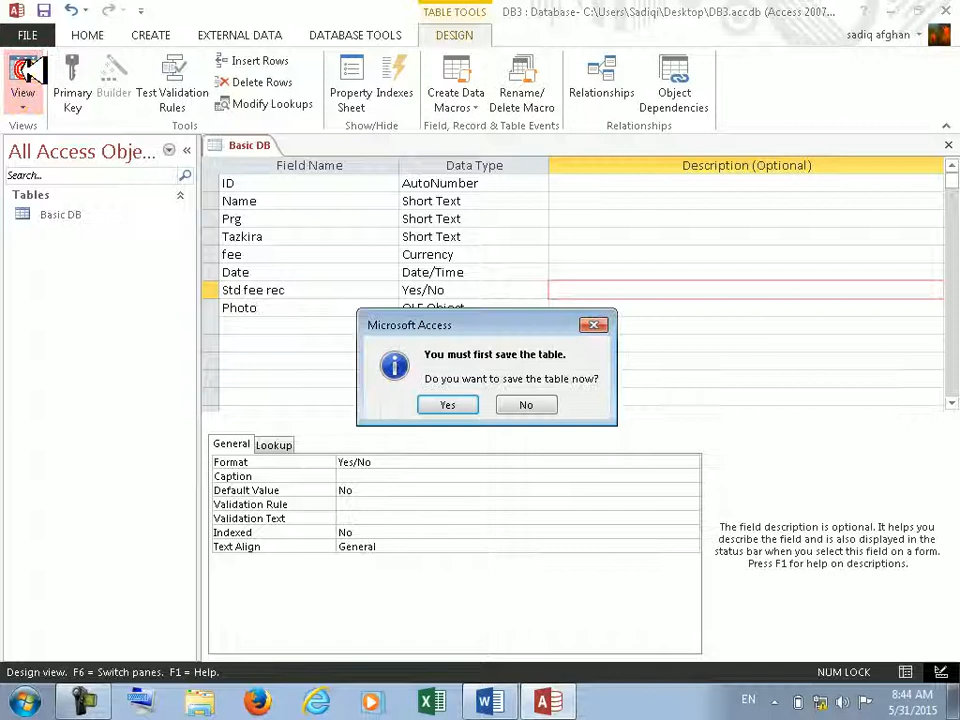 TABLE TOOLS
DB3 : Database- C:\Users\Sadiqi\Desktop\DB3.accdb (Access 2007...
FILE HOME CREATE EXTERNAL DATA DATABASE TOOLS DESIGN
sadiq afghan
View
Primary Key
Builder
Test Validation Rules
Insert Rows
Delete Rows
Modify Lookups
Property Sheet
Indexes
Create Data Macros
Rename/ Delete Macro
Relationships
Object Dependencies
Views Tools Show/Hide Field, Record & Table Events Relationships
All Access Obje...
Search...
Tables
Basic DB
Basic DB
Field Name Data Type Description (Optional)
ID AutoNumber
Name Short Text
Prg Short Text
Tazkira Short Text
fee Currency
Date Date/Time
Std fee rec Yes/No
Photo
Microsoft Access
You must first save the table.
Do you want to save the table now?
Yes No
General Lookup
Format Yes/No
Caption
Default Value No
Validation Rule
Validation Text
Indexed No
Text Align General
The field description is optional. It helps you
describe the field and is also displayed in the
status bar when you select this field on a form.
Press F1 for help on descriptions.
Design view. F6 = Switch panes. F1 = Help.
NUM LOCK
EN
8:44 AM
5/31/2015